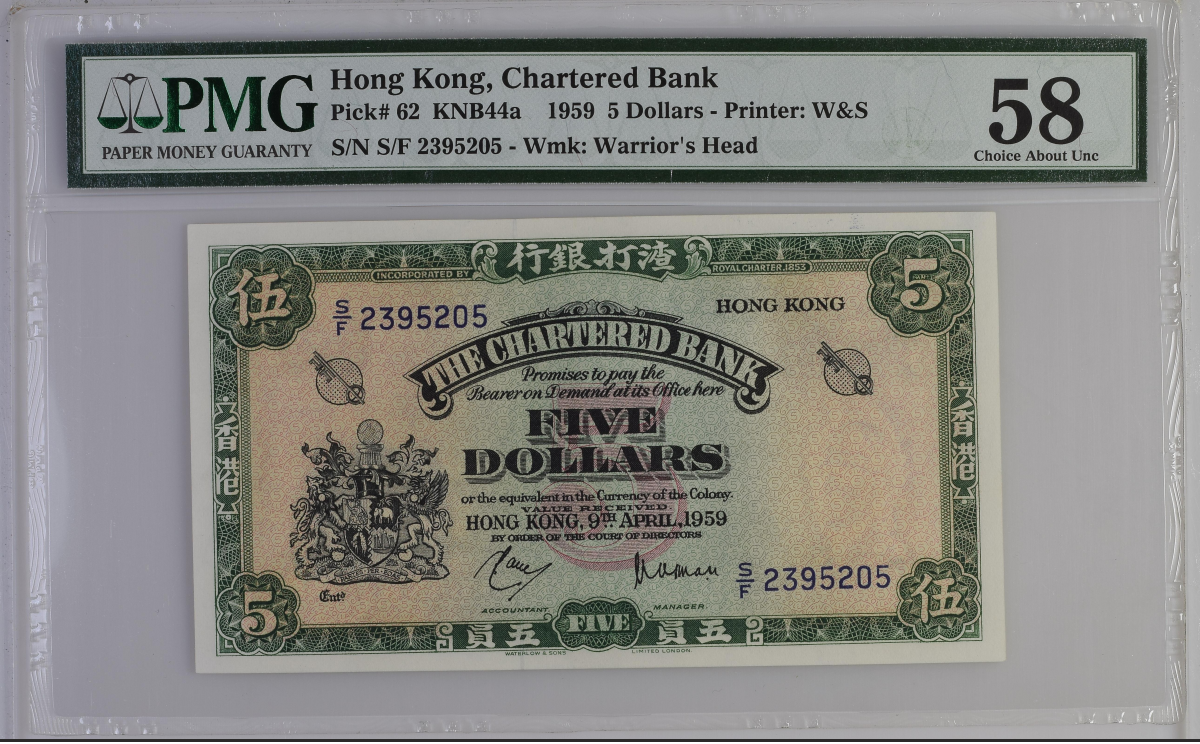 PMG
PAPER MONEY GUARANTY
Hong Kong, Chartered Bank
Pick# 62 KNB44a 1959 5 Dollars - Printer: W&S
S/N S/F 2395205 - Wmk: Warrior's Head
58
Choice About Unc
行銀打渣
INCORPORATED BY
ROYAL CHARTER, 1853
伍
5
S/F 2395205
HONG KONG
THE CHARTERED BANK
Promises to pay the
Bearer on Demand at its Office here
FIVE
DOLLARS
or the equivalent in the Currency of the Colony.
VALUE RECEIVED
HONG KONG, 9TH APRIL, 1959
BY ORDER OF THE COURT OF DIRECTORS
香港
香港
S/F 2395205
Entd
ACCOUNTANT
MANAGER
5
伍
員五
FIVE
員五
WATERLOW & SONS LIMITED LONDON.